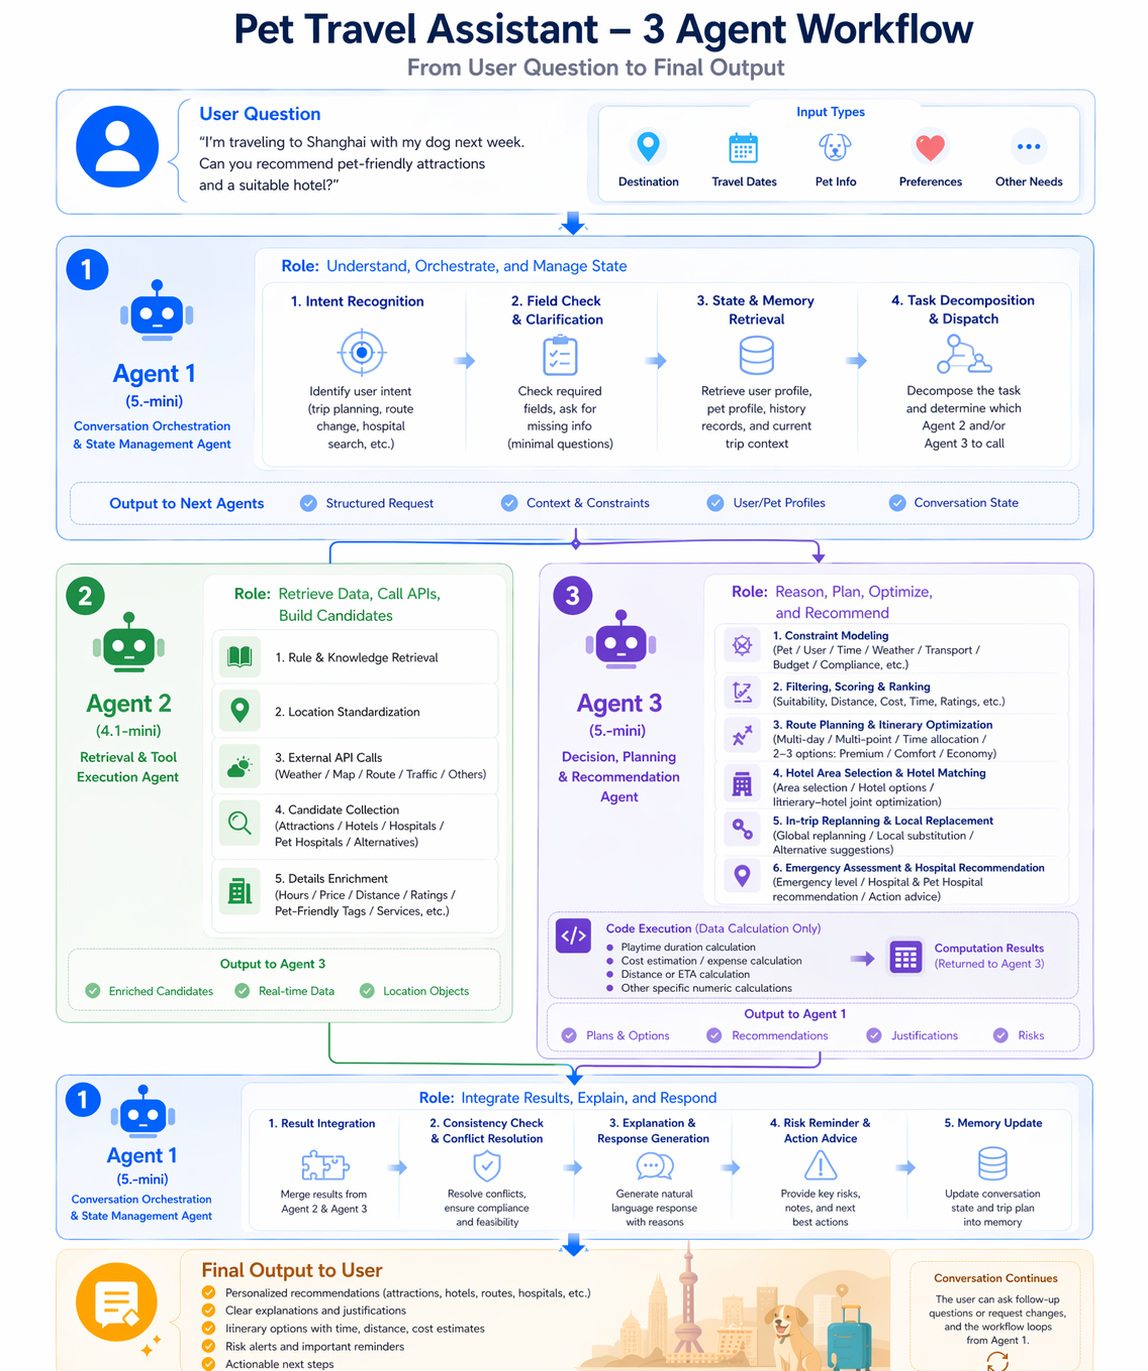 Pet Travel Assistant – 3 Agent Workflow
From User Question to Final Output
User Question
“I'm traveling to Shanghai with my dog next week.
Can you recommend pet-friendly attractions
and a suitable hotel?”
Input Types
Destination
Travel Dates
Pet Info
Preferences
Other Needs
1
Agent 1
(5.-mini)
Conversation Orchestration
& State Management Agent
Role: Understand, Orchestrate, and Manage State
1. Intent Recognition
Identify user intent
(trip planning, route
change, hospital
search, etc.)
2. Field Check
& Clarification
Check required
fields, ask for
missing info
(minimal questions)
3. State & Memory
Retrieval
Retrieve user profile,
pet profile, history
records, and current
trip context
4. Task Decomposition
& Dispatch
Decompose the task
and determine which
Agent 2 and/or
Agent 3 to call
Output to Next Agents
Structured Request
Context & Constraints
User/Pet Profiles
Conversation State
2
Agent 2
(4.1-mini)
Retrieval & Tool
Execution Agent
Role: Retrieve Data, Call APIs,
Build Candidates
1. Rule & Knowledge Retrieval
2. Location Standardization
3. External API Calls
(Weather / Map / Route / Traffic / Others)
4. Candidate Collection
(Attractions / Hotels / Hospitals /
Pet Hospitals / Alternatives)
5. Details Enrichment
(Hours / Price / Distance / Ratings /
Pet-Friendly Tags / Services, etc.)
Output to Agent 3
Enriched Candidates
Real-time Data
Location Objects
3
Agent 3
(5.-mini)
Decision, Planning
& Recommendation
Agent
Role: Reason, Plan, Optimize,
and Recommend
1. Constraint Modeling
(Pet / User / Time / Weather / Transport /
Budget / Compliance, etc.)
2. Filtering, Scoring & Ranking
(Suitability, Distance, Cost, Time, Ratings, etc.)
3. Route Planning & Itinerary Optimization
(Multi-day / Multi-point / Time allocation /
2–3 options: Premium / Comfort / Economy)
4. Hotel Area Selection & Hotel Matching
(Area selection / Hotel options /
Iitrierary–hotel joint optimization)
5. In-trip Replanning & Local Replacement
(Global replanning / Local substitution /
Alternative suggestions)
6. Emergency Assessment & Hospital Recommendation
(Emergency level / Hospital & Pet Hospital
recommendation / Action advice)
</>
Code Execution (Data Calculation Only)
Playtime duration calculation
Cost estimation / expense calculation
Distance or ETA calculation
Other specific numeric calculations
Computation Results
(Returned to Agent 3)
Output to Agent 1
Plans & Options
Recommendations
Justifications
Risks
1
Agent 1
(5.-mini)
Conversation Orchestration
& State Management Agent
Role: Integrate Results, Explain, and Respond
1. Result Integration
Merge results from
Agent 2 & Agent 3
2. Consistency Check
& Conflict Resolution
Resolve conflicts,
ensure compliance
and feasibility
3. Explanation &
Response Generation
Generate natural
language response
with reasons
4. Risk Reminder &
Action Advice
Provide key risks,
notes, and next
best actions
5. Memory Update
Update conversation
state and trip plan
into memory
Final Output to User
Personalized recommendations (attractions, hotels, routes, hospitals, etc.)
Clear explanations and justifications
Itinerary options with time, distance, cost estimates
Risk alerts and important reminders
Actionable next steps
Conversation Continues
The user can ask follow-up
questions or request changes,
and the workflow loops
from Agent 1.